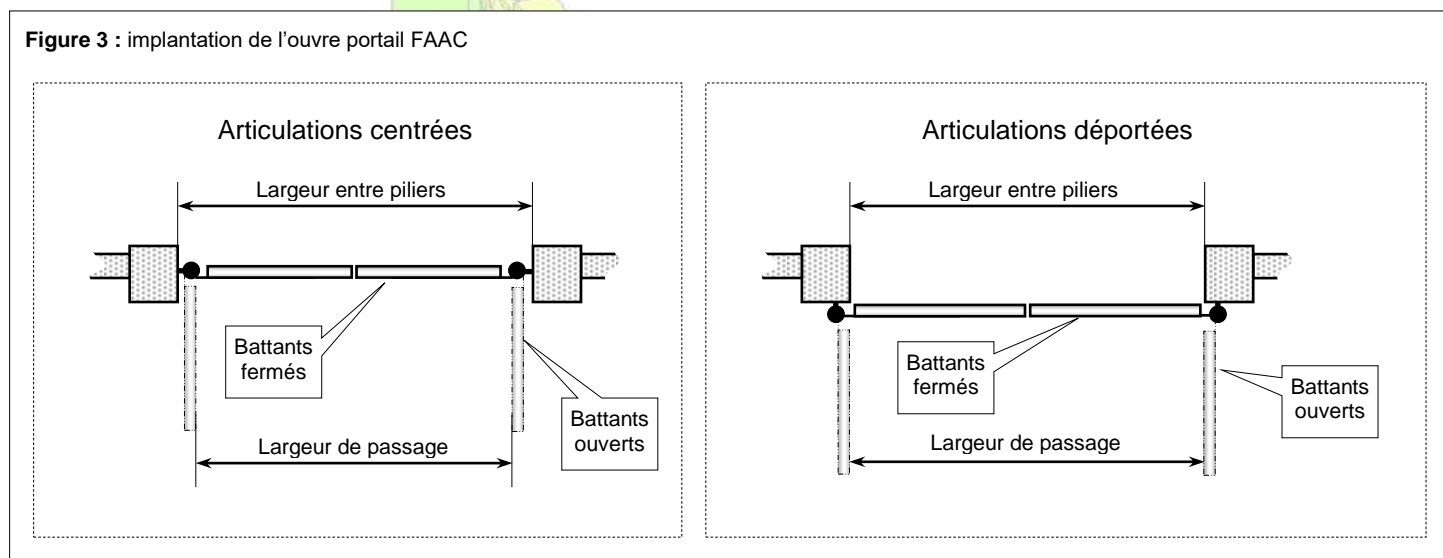 Figure 3 : implantation de l'ouvre portail FAAC
Articulations centrées
Largeur entre piliers
Battants
fermés
Battants
ouverts
Largeur de passage
Articulations déportées
Largeur entre piliers
Battants
fermés
Battants
ouverts
Largeur de passage